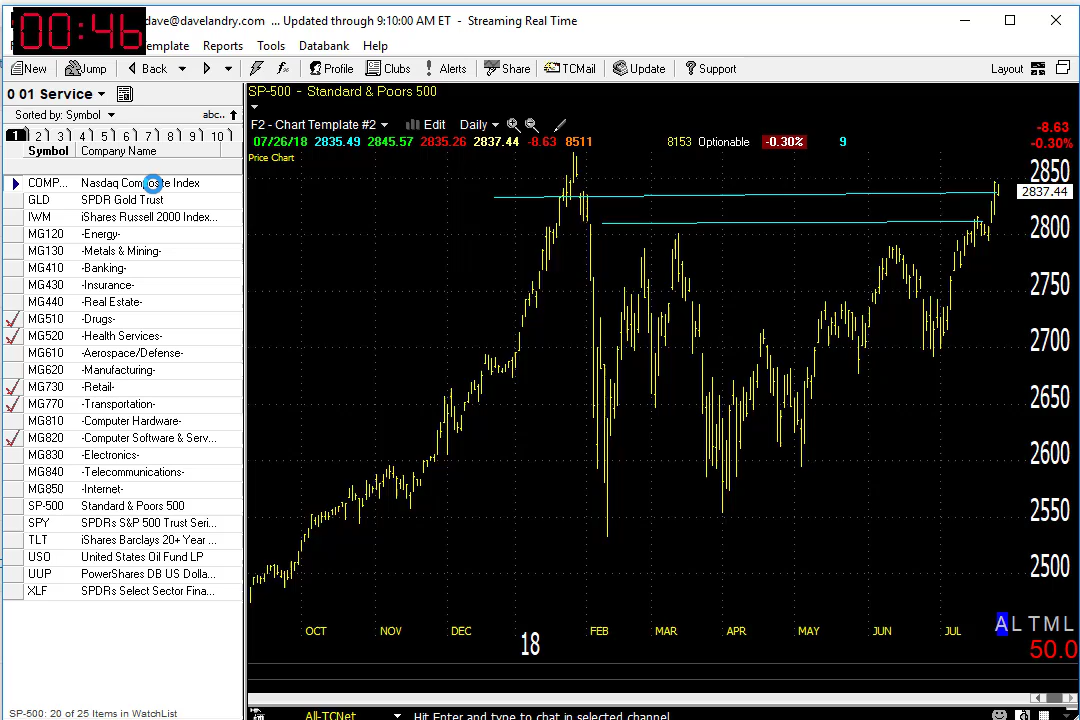 00:46 dave@davelandry.com ... Updated through 9:10:00 AM ET - Streaming Real Time
emplate Reports Tools Databank Help
New Jump Back Profile Clubs Alerts Share TCMail Update Support Layout
0 01 Service
Sorted by: Symbol abc..
1 2 3 4 5 6 7 8 9 10
Symbol Company Name
COMP... Nasdaq Composite Index
GLD SPDR Gold Trust
IWM iShares Russell 2000 Index...
MG120 -Energy-
MG130 -Metals & Mining-
MG410 -Banking-
MG430 -Insurance-
MG440 -Real Estate-
MG510 -Drugs-
MG520 -Health Services-
MG610 -Aerospace/Defense-
MG620 -Manufacturing-
MG730 -Retail-
MG770 -Transportation-
MG810 -Computer Hardware-
MG820 -Computer Software & Serv...
MG830 -Electronics-
MG840 -Telecommunications-
MG850 -Internet-
SP-500 Standard & Poors 500
SPY SPDRs S&P 500 Trust Seri...
TLT iShares Barclays 20+ Year ...
USO United States Oil Fund LP
UUP PowerShares DB US Dolla...
XLF SPDRs Select Sector Fina...
SP-500: 20 of 25 Items in WatchList
SP-500 - Standard & Poors 500
F2 - Chart Template #2 Edit Daily
07/26/18 2835.49 2845.57 2835.26 2837.44 -8.63 8511 8153 Optionable -0.30% 9
Price Chart
-8.63
-0.30%
2850
2837.44
2800
2750
2700
2650
2600
2550
2500
OCT NOV DEC 18 FEB MAR APR MAY JUN JUL
A L T M L
50.0
All-TCNet Hit Enter and type to chat in selected channel